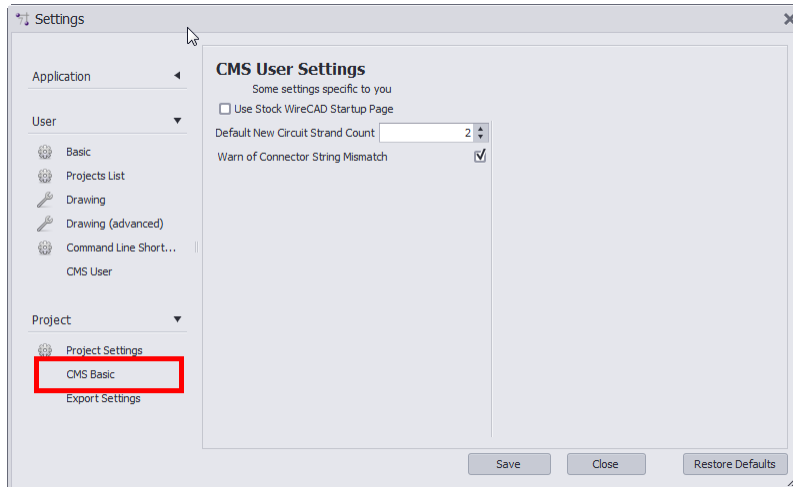 Settings
Application
User
Basic
Projects List
Drawing
Drawing (advanced)
Command Line Short...
CMS User
Project
Project Settings
CMS Basic
Export Settings
CMS User Settings
Some settings specific to you
Use Stock WireCAD Startup Page
Default New Circuit Strand Count 2
Warn of Connector String Mismatch
Save Close Restore Defaults